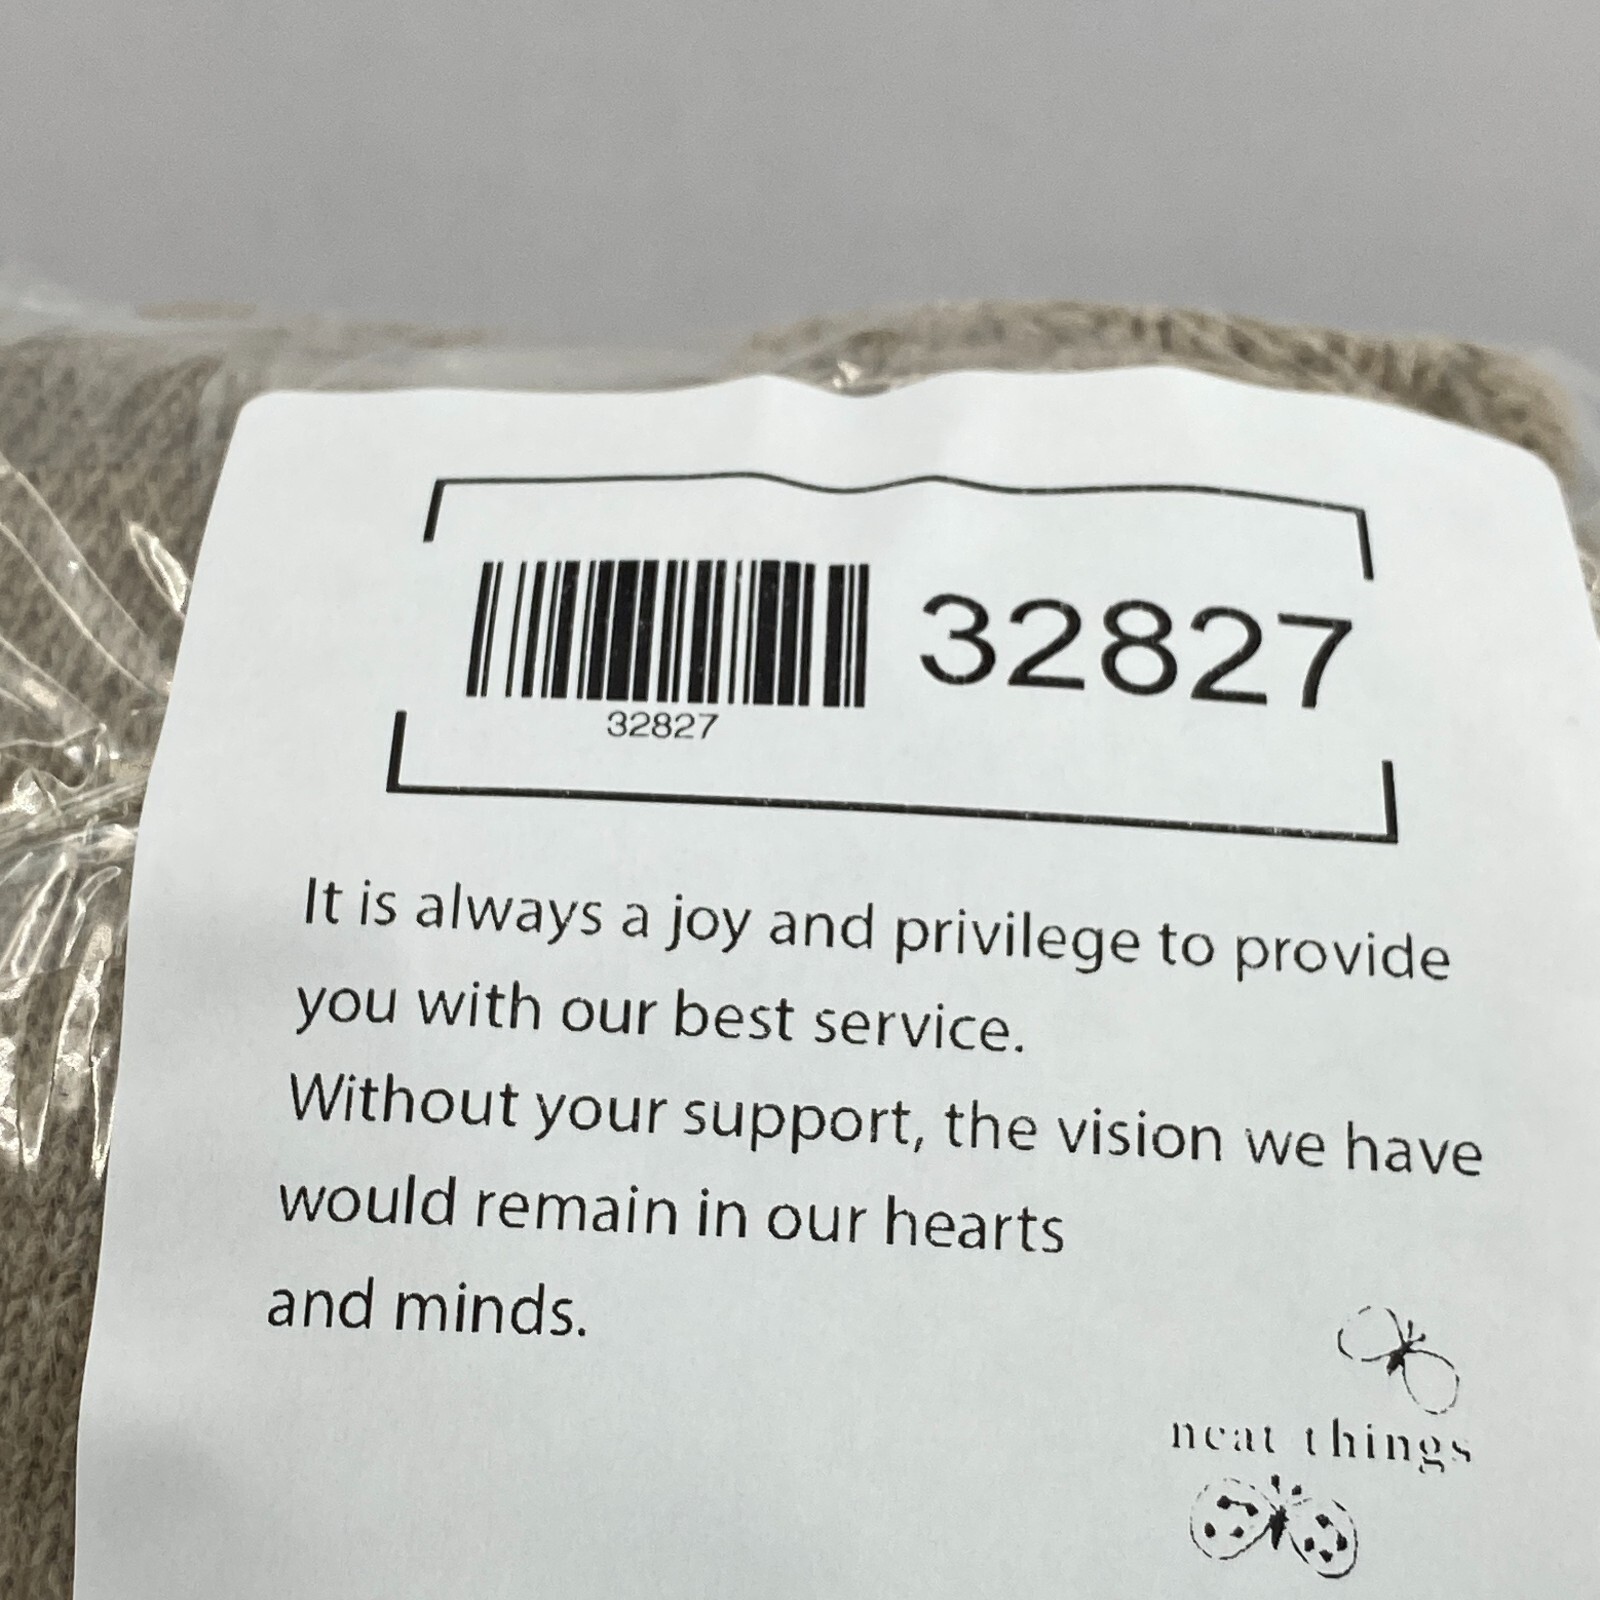 32827
32827
It is always a joy and privilege to provide
you with our best service.
Without your support, the vision we have
would remain in our hearts
and minds.
neat things